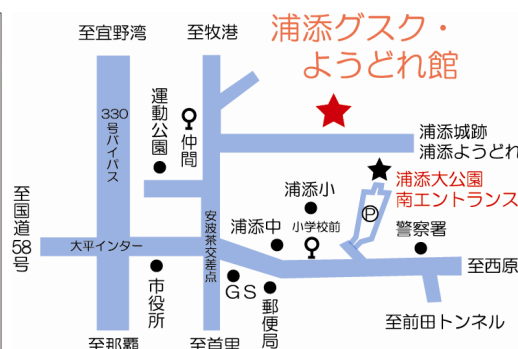 至宜野湾
至牧港
浦添グスク・
ようどれ館
330号バイパス
運動公園
仲間
浦添城跡
浦添ようどれ
浦添大公園
南エントランス
浦添小
P
至国道58号
大平インター
安波茶交差点
浦添中
小学校前
警察署
至西原
市役所
GS
郵便局
至前田トンネル
至那覇
至首里